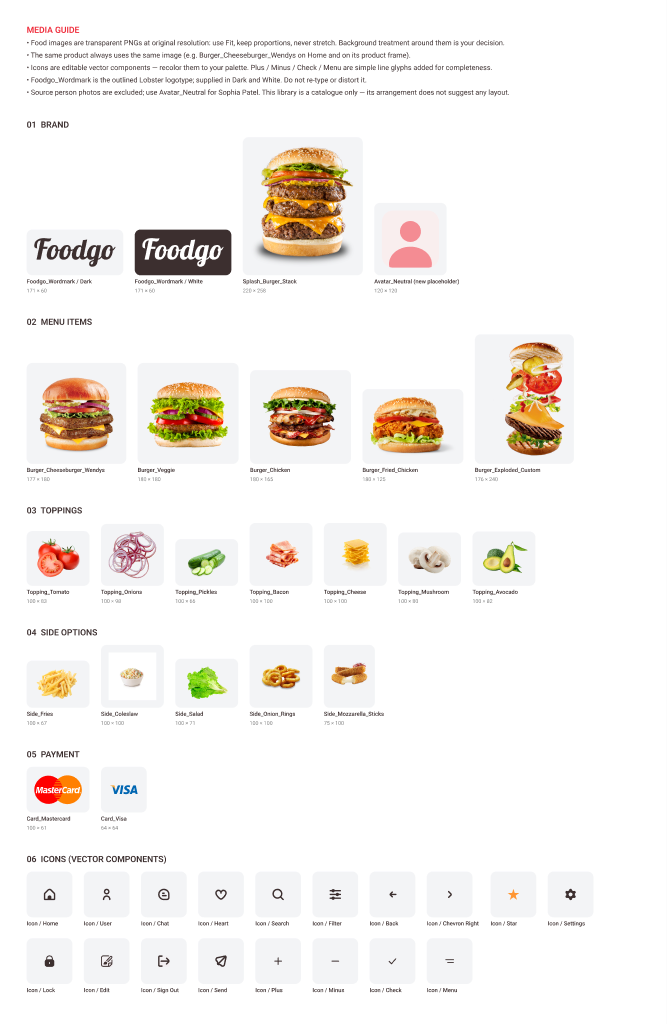 MEDIA GUIDE
• Food images are transparent PNGs at original resolution: use Fit, keep proportions, never stretch. Background treatment around them is your decision.
• The same product always uses the same image (e.g. Burger_Cheeseburger_Wendys on Home and on its product frame).
• Icons are editable vector components — recolor them to your palette. Plus / Minus / Check / Menu are simple line glyphs added for completeness.
• Foodgo_Wordmark is the outlined Lobster logotype; supplied in Dark and White. Do not re-type or distort it.
• Source person photos are excluded; use Avatar_Neutral for Sophia Patel. This library is a catalogue only — its arrangement does not suggest any layout.
01 BRAND
Foodgo Foodgo
Foodgo_Wordmark / Dark Foodgo_Wordmark / White Splash_Burger_Stack Avatar_Neutral (new placeholder)
171 × 60 171 × 60 220 × 258 120 × 120
02 MENU ITEMS
Burger_Cheeseburger_Wendys Burger_Veggie Burger_Chicken Burger_Fried_Chicken Burger_Exploded_Custom
177 × 180 180 × 180 180 × 165 180 × 125 176 × 240
03 TOPPINGS
Topping_Tomato Topping_Onions Topping_Pickles Topping_Bacon Topping_Cheese Topping_Mushroom Topping_Avocado
100 × 83 100 × 98 100 × 66 100 × 100 100 × 100 100 × 80 100 × 82
04 SIDE OPTIONS
Side_Fries Side_Coleslaw Side_Salad Side_Onion_Rings Side_Mozzarella_Sticks
100 × 67 100 × 100 100 × 71 100 × 100 75 × 100
05 PAYMENT
MasterCard VISA
Card_Mastercard Card_Visa
100 × 61 64 × 64
06 ICONS (VECTOR COMPONENTS)
Icon / Home Icon / User Icon / Chat Icon / Heart Icon / Search Icon / Filter Icon / Back Icon / Chevron Right Icon / Star Icon / Settings
Icon / Lock Icon / Edit Icon / Sign Out Icon / Send Icon / Plus Icon / Minus Icon / Check Icon / Menu